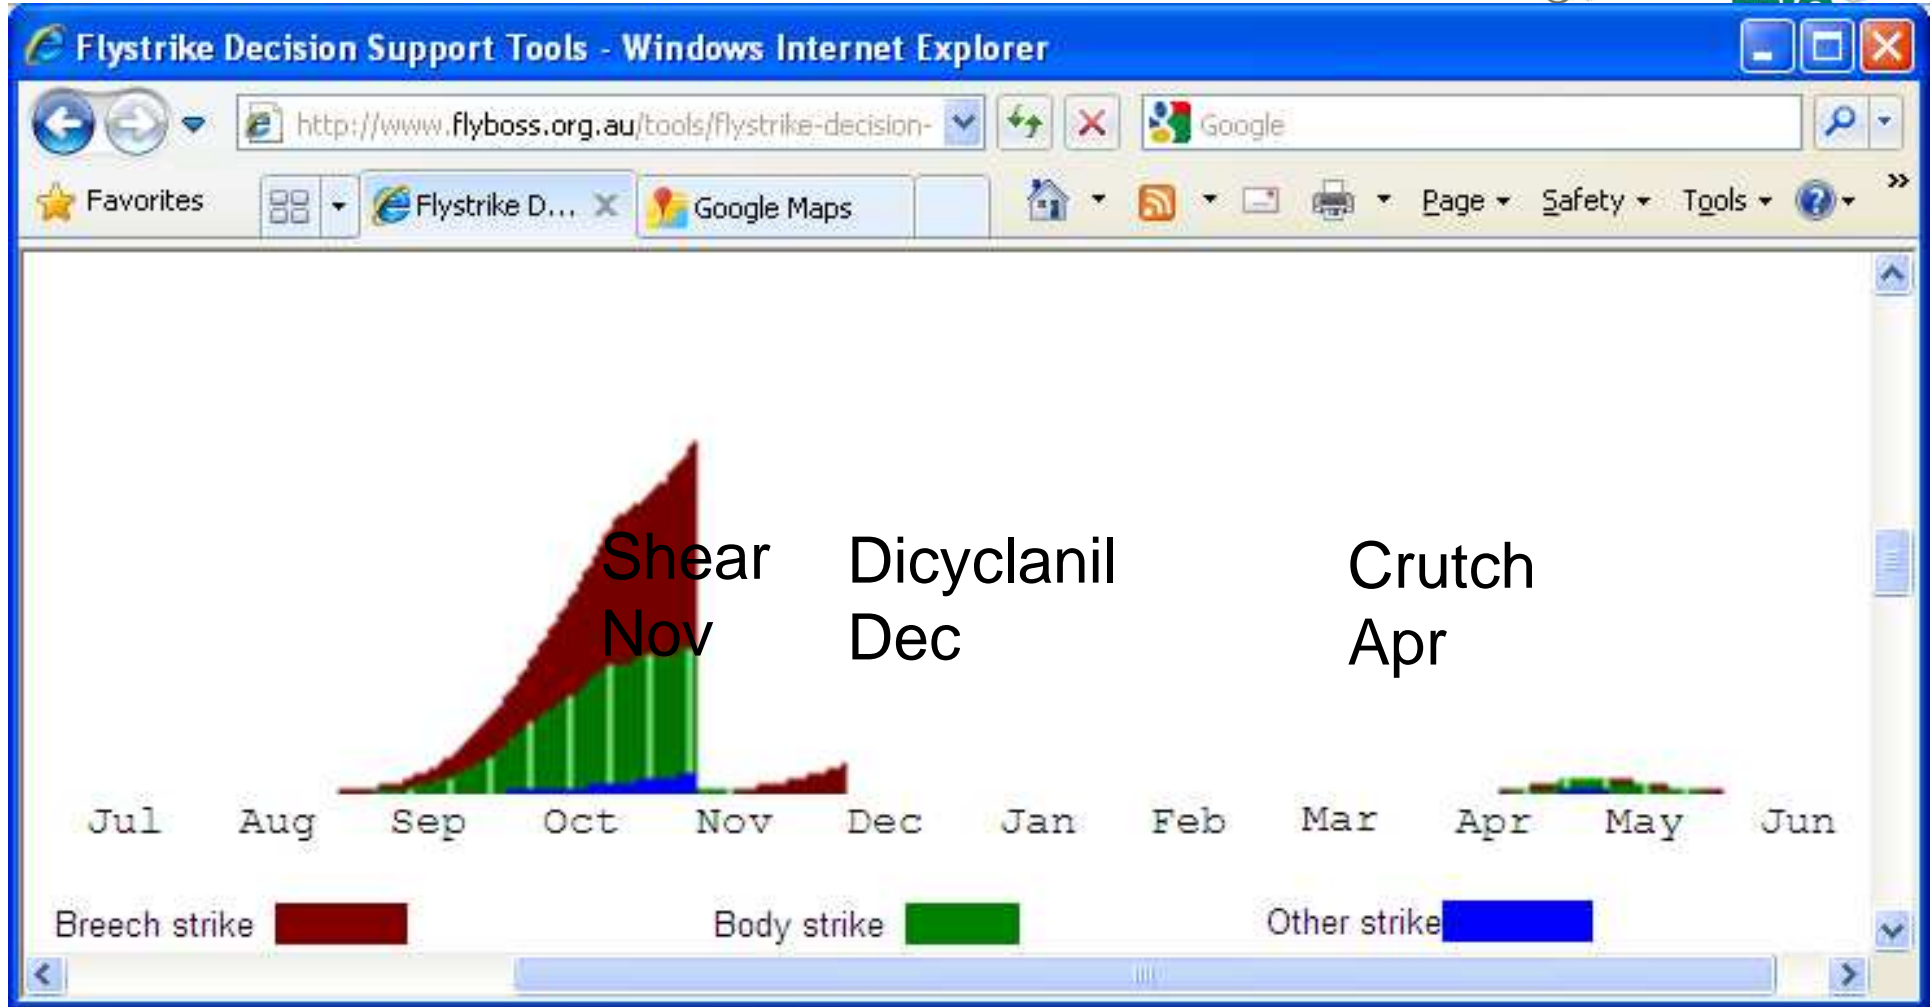 Flystrike Decision Support Tools - Windows Internet Explorer
http://www.flyboss.org.au/tools/flystrike-decision-
Google
Favorites
Flystrike D...
Google Maps
Page
Safety
Tools
Shear Dicyclanil Crutch
Nov Dec Apr
Jul Aug Sep Oct Nov Dec Jan Feb Mar Apr May Jun
Breech strike Body strike Other strike